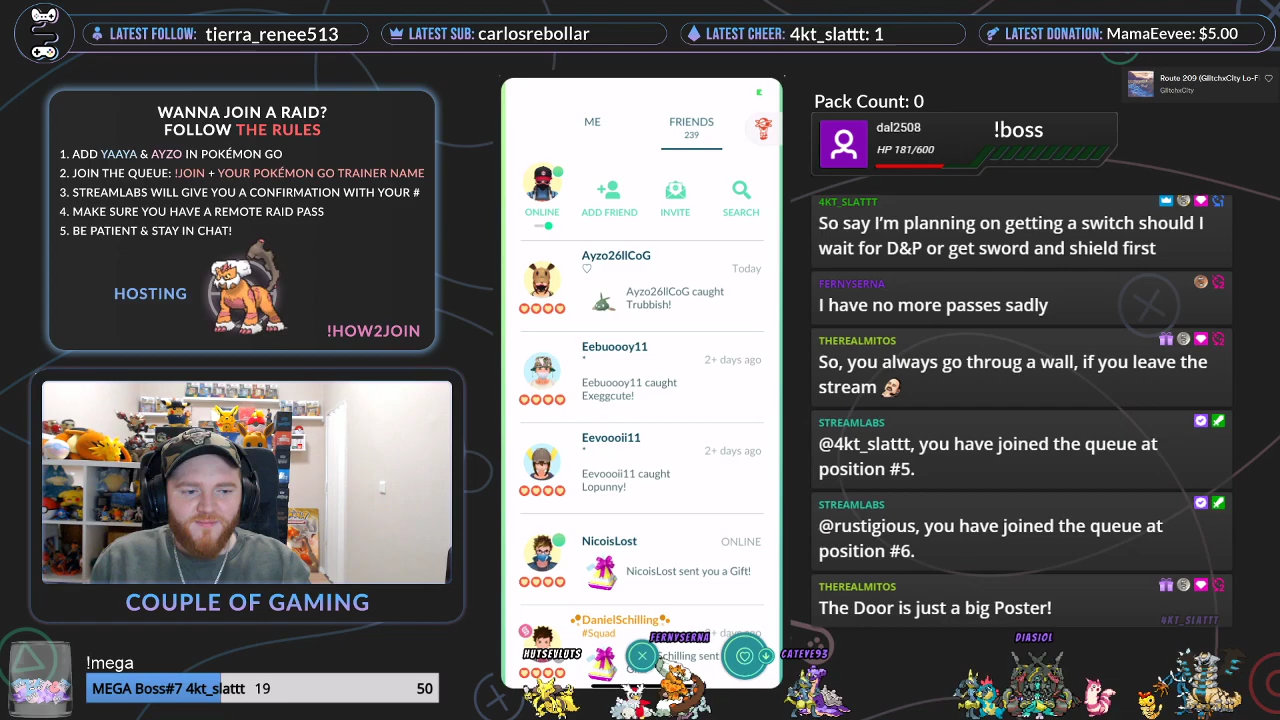 LATEST FOLLOW: tierra_renee513
LATEST SUB: carlosrebollar
LATEST CHEER: 4kt_slattt: 1
LATEST DONATION: MamaEevee: $5.00
Route 209 (GlitchxCity Lo-F
GlitchxCity
WANNA JOIN A RAID?
FOLLOW THE RULES
1. ADD YAAYA & AYZO IN POKÉMON GO
2. JOIN THE QUEUE: !JOIN + YOUR POKÉMON GO TRAINER NAME
3. STREAMLABS WILL GIVE YOU A CONFIRMATION WITH YOUR #
4. MAKE SURE YOU HAVE A REMOTE RAID PASS
5. BE PATIENT & STAY IN CHAT!
HOSTING
!HOW2JOIN
COUPLE OF GAMING
!mega
MEGA Boss#7 4kt_slattt 19 50
ME
FRIENDS
239
ONLINE
ADD FRIEND
INVITE
SEARCH
Ayzo26llCoG
♡
Today
Ayzo26llCoG caught
Trubbish!
Eebuoooy11
*
2+ days ago
Eebuoooy11 caught
Exeggcute!
Eevoooii11
*
2+ days ago
Eevoooii11 caught
Lopunny!
NicoisLost
ONLINE
NicoisLost sent you a Gift!
DanielSchilling
#Squad
days ago
Schilling sent
HUTSEVLUTS
FERNYSERNA
CATEVE93
DIASIOL
4KT_SLATTT
Pack Count: 0
dal2508
!boss
HP 181/600
4KT_SLATTT
So say I'm planning on getting a switch should I
wait for D&P or get sword and shield first
FERNYSERNA
I have no more passes sadly
THEREALMITOS
So, you always go throug a wall, if you leave the
stream
STREAMLABS
@4kt_slattt, you have joined the queue at
position #5.
STREAMLABS
@rustigious, you have joined the queue at
position #6.
THEREALMITOS
The Door is just a big Poster!